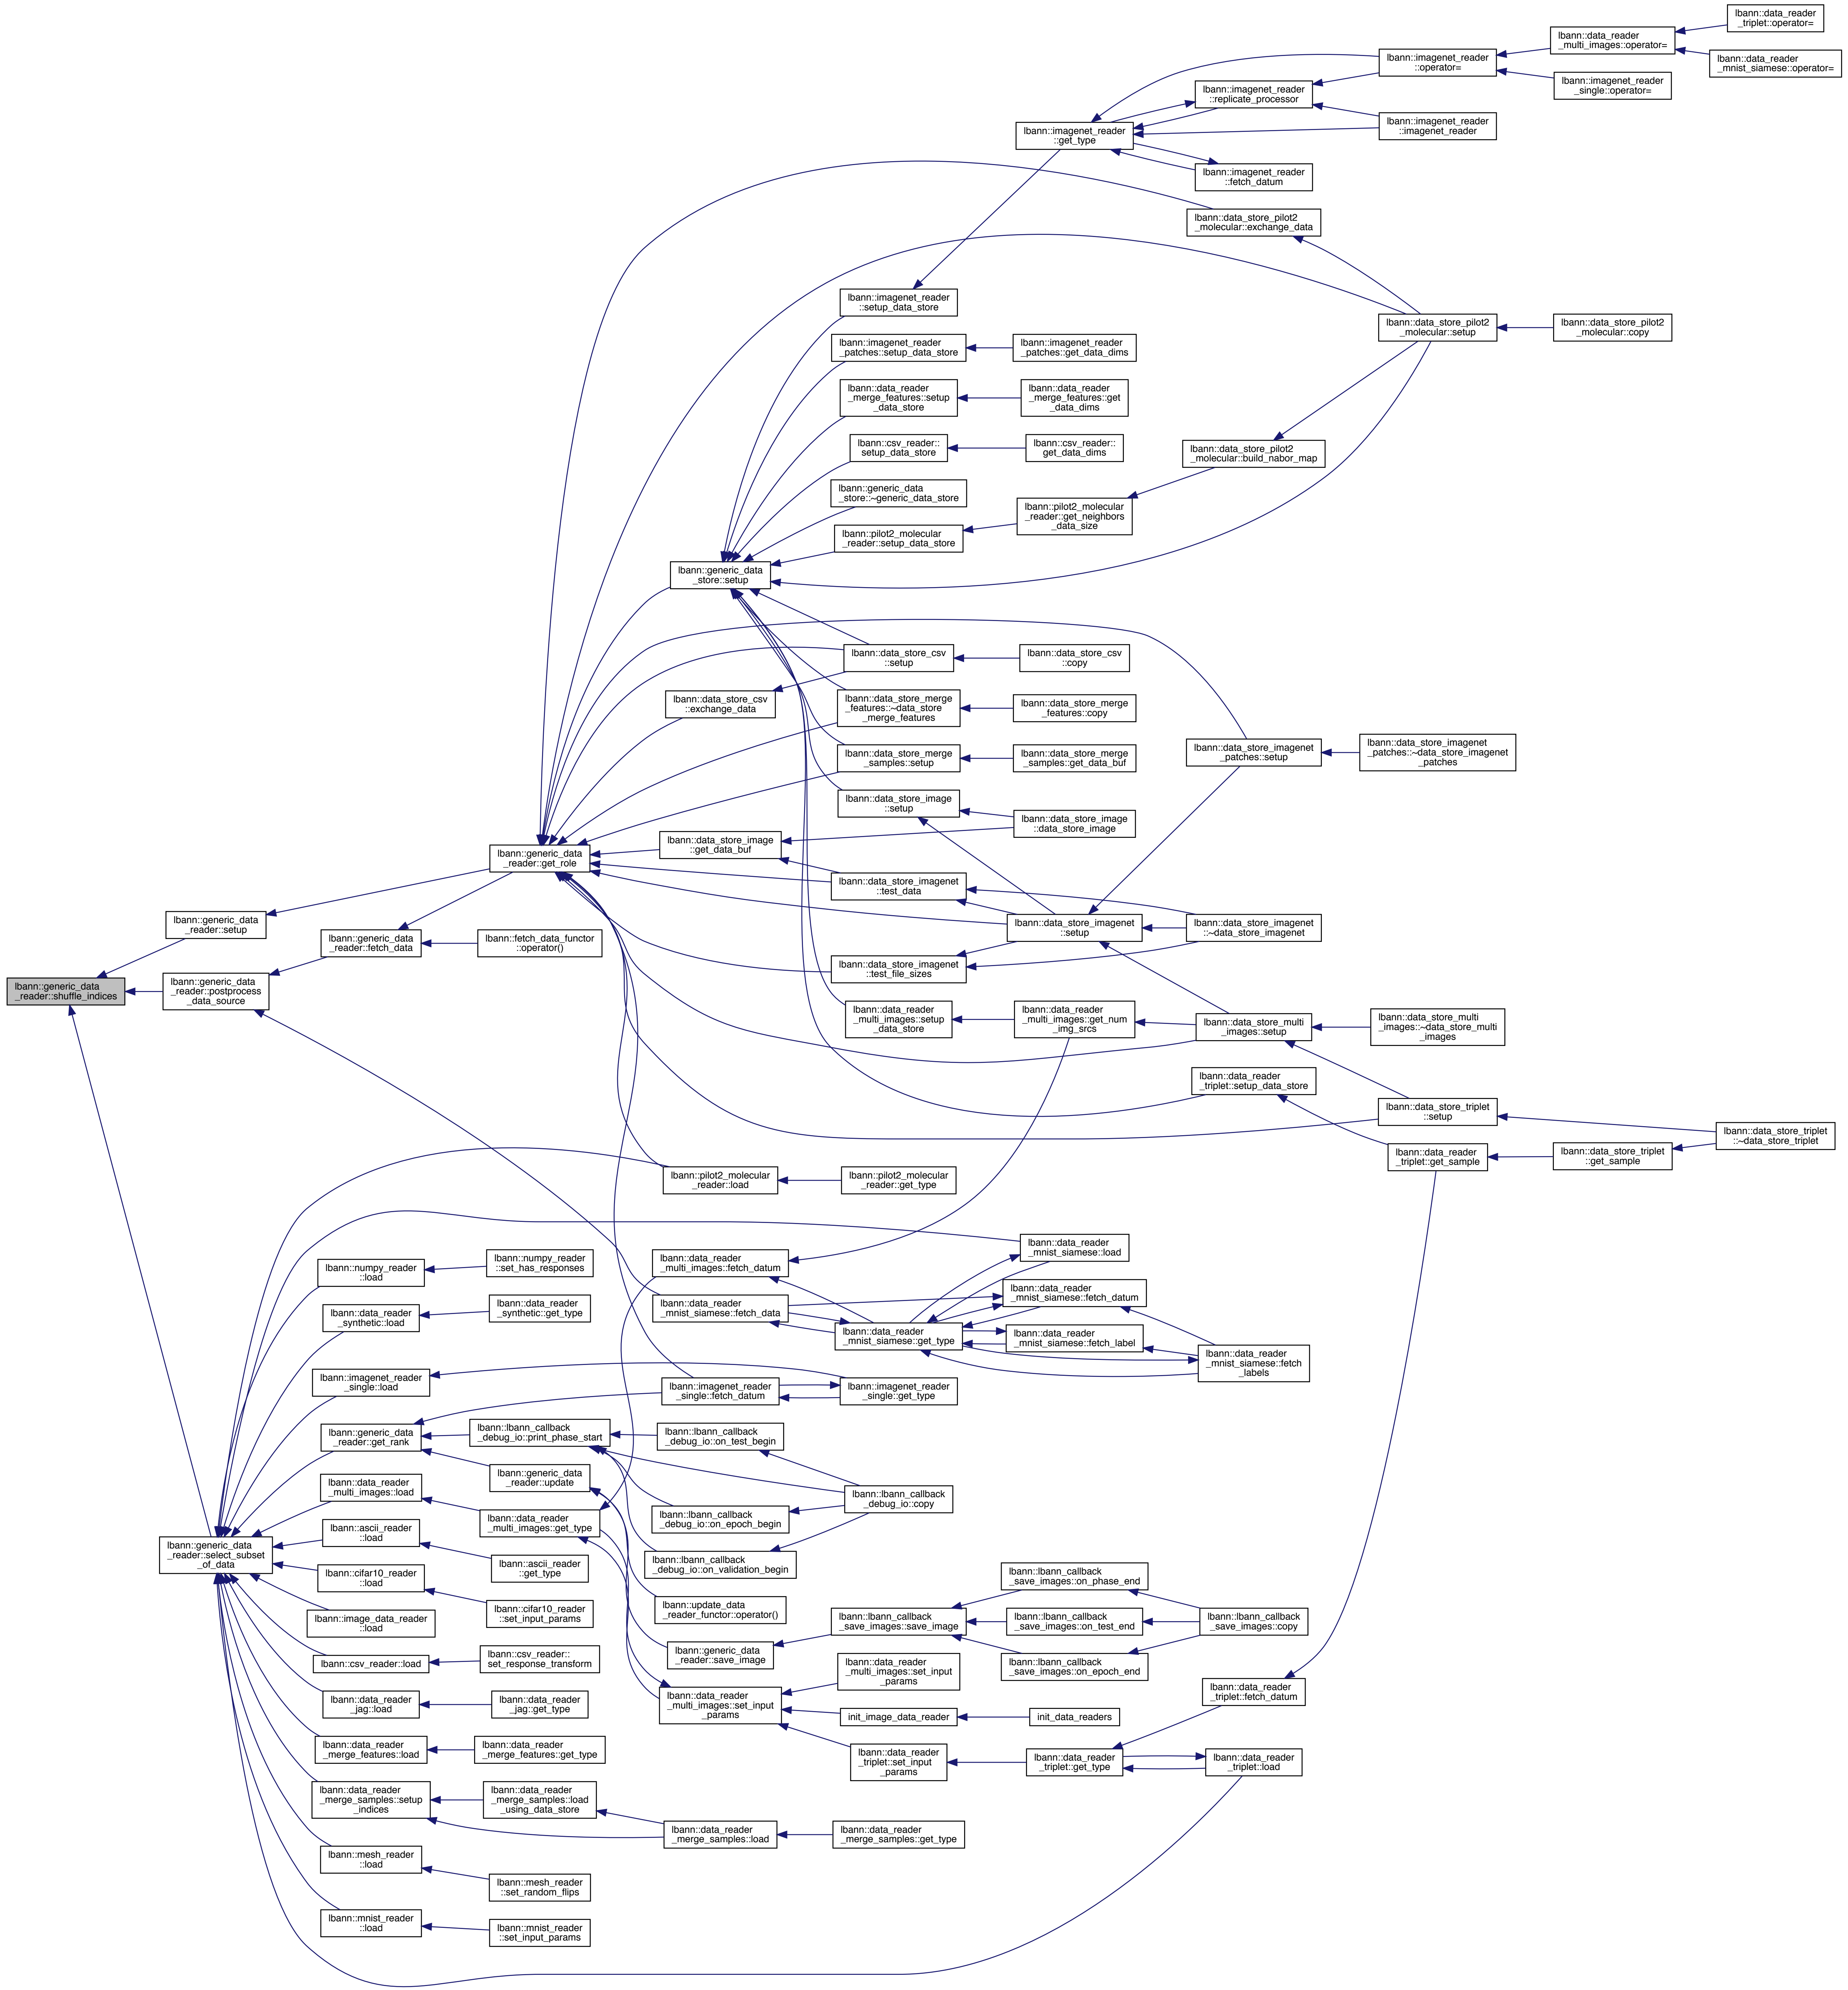 lbann::data_reader
_triplet::operator=
lbann::data_reader
_multi_images::operator=
lbann::data_reader
_mnist_siamese::operator=
lbann::imagenet_reader
::operator=
lbann::imagenet_reader
_single::operator=
lbann::imagenet_reader
::replicate_processor
lbann::imagenet_reader
::imagenet_reader
lbann::imagenet_reader
::get_type
lbann::imagenet_reader
::fetch_datum
lbann::data_store_pilot2
_molecular::exchange_data
lbann::imagenet_reader
::setup_data_store
lbann::data_store_pilot2
_molecular::setup
lbann::data_store_pilot2
_molecular::copy
lbann::imagenet_reader
_patches::setup_data_store
lbann::imagenet_reader
_patches::get_data_dims
lbann::data_reader
_merge_features::setup
_data_store
lbann::data_reader
_merge_features::get
_data_dims
lbann::csv_reader::
setup_data_store
lbann::csv_reader::
get_data_dims
lbann::data_store_pilot2
_molecular::build_nabor_map
lbann::generic_data
_store::~generic_data_store
lbann::pilot2_molecular
_reader::get_neighbors
_data_size
lbann::pilot2_molecular
_reader::setup_data_store
lbann::generic_data
_store::setup
lbann::data_store_csv
::setup
lbann::data_store_csv
::copy
lbann::data_store_csv
::exchange_data
lbann::data_store_merge
_features::~data_store
_merge_features
lbann::data_store_merge
_features::copy
lbann::data_store_merge
_samples::setup
lbann::data_store_merge
_samples::get_data_buf
lbann::data_store_imagenet
_patches::setup
lbann::data_store_imagenet
_patches::~data_store_imagenet
_patches
lbann::data_store_image
::setup
lbann::data_store_image
::data_store_image
lbann::data_store_image
::get_data_buf
lbann::generic_data
_reader::get_role
lbann::data_store_imagenet
::test_data
lbann::generic_data
_reader::setup
lbann::data_store_imagenet
::setup
lbann::data_store_imagenet
::~data_store_imagenet
lbann::generic_data
_reader::fetch_data
lbann::fetch_data_functor
::operator()
lbann::data_store_imagenet
::test_file_sizes
lbann::generic_data
_reader::shuffle_indices
lbann::generic_data
_reader::postprocess
_data_source
lbann::data_reader
_multi_images::setup
_data_store
lbann::data_reader
_multi_images::get_num
_img_srcs
lbann::data_store_multi
_images::setup
lbann::data_store_multi
_images::~data_store_multi
_images
lbann::data_reader
_triplet::setup_data_store
lbann::data_store_triplet
::setup
lbann::data_store_triplet
::~data_store_triplet
lbann::data_reader
_triplet::get_sample
lbann::data_store_triplet
::get_sample
lbann::pilot2_molecular
_reader::load
lbann::pilot2_molecular
_reader::get_type
lbann::data_reader
_mnist_siamese::load
lbann::numpy_reader
::load
lbann::numpy_reader
::set_has_responses
lbann::data_reader
_multi_images::fetch_datum
lbann::data_reader
_mnist_siamese::fetch_datum
lbann::data_reader
_synthetic::load
lbann::data_reader
_synthetic::get_type
lbann::data_reader
_mnist_siamese::fetch_data
lbann::data_reader
_mnist_siamese::get_type
lbann::data_reader
_mnist_siamese::fetch_label
lbann::data_reader
_mnist_siamese::fetch
_labels
lbann::imagenet_reader
_single::load
lbann::imagenet_reader
_single::fetch_datum
lbann::imagenet_reader
_single::get_type
lbann::generic_data
_reader::get_rank
lbann::lbann_callback
_debug_io::print_phase_start
lbann::lbann_callback
_debug_io::on_test_begin
lbann::generic_data
_reader::update
lbann::data_reader
_multi_images::load
lbann::lbann_callback
_debug_io::copy
lbann::data_reader
_multi_images::get_type
lbann::lbann_callback
_debug_io::on_epoch_begin
lbann::ascii_reader
::load
lbann::generic_data
_reader::select_subset
_of_data
lbann::ascii_reader
::get_type
lbann::lbann_callback
_debug_io::on_validation_begin
lbann::cifar10_reader
::load
lbann::cifar10_reader
::set_input_params
lbann::lbann_callback
_save_images::on_phase_end
lbann::update_data
_reader_functor::operator()
lbann::image_data_reader
::load
lbann::lbann_callback
_save_images::save_image
lbann::lbann_callback
_save_images::on_test_end
lbann::lbann_callback
_save_images::copy
lbann::csv_reader::load
lbann::csv_reader::
set_response_transform
lbann::generic_data
_reader::save_image
lbann::lbann_callback
_save_images::on_epoch_end
lbann::data_reader
_multi_images::set_input
_params
lbann::data_reader
_jag::load
lbann::data_reader
_jag::get_type
lbann::data_reader
_multi_images::set_input
_params
lbann::data_reader
_triplet::fetch_datum
init_image_data_reader
init_data_readers
lbann::data_reader
_merge_features::load
lbann::data_reader
_merge_features::get_type
lbann::data_reader
_triplet::set_input
_params
lbann::data_reader
_triplet::get_type
lbann::data_reader
_triplet::load
lbann::data_reader
_merge_samples::setup
_indices
lbann::data_reader
_merge_samples::load
_using_data_store
lbann::data_reader
_merge_samples::load
lbann::data_reader
_merge_samples::get_type
lbann::mesh_reader
::load
lbann::mesh_reader
::set_random_flips
lbann::mnist_reader
::load
lbann::mnist_reader
::set_input_params